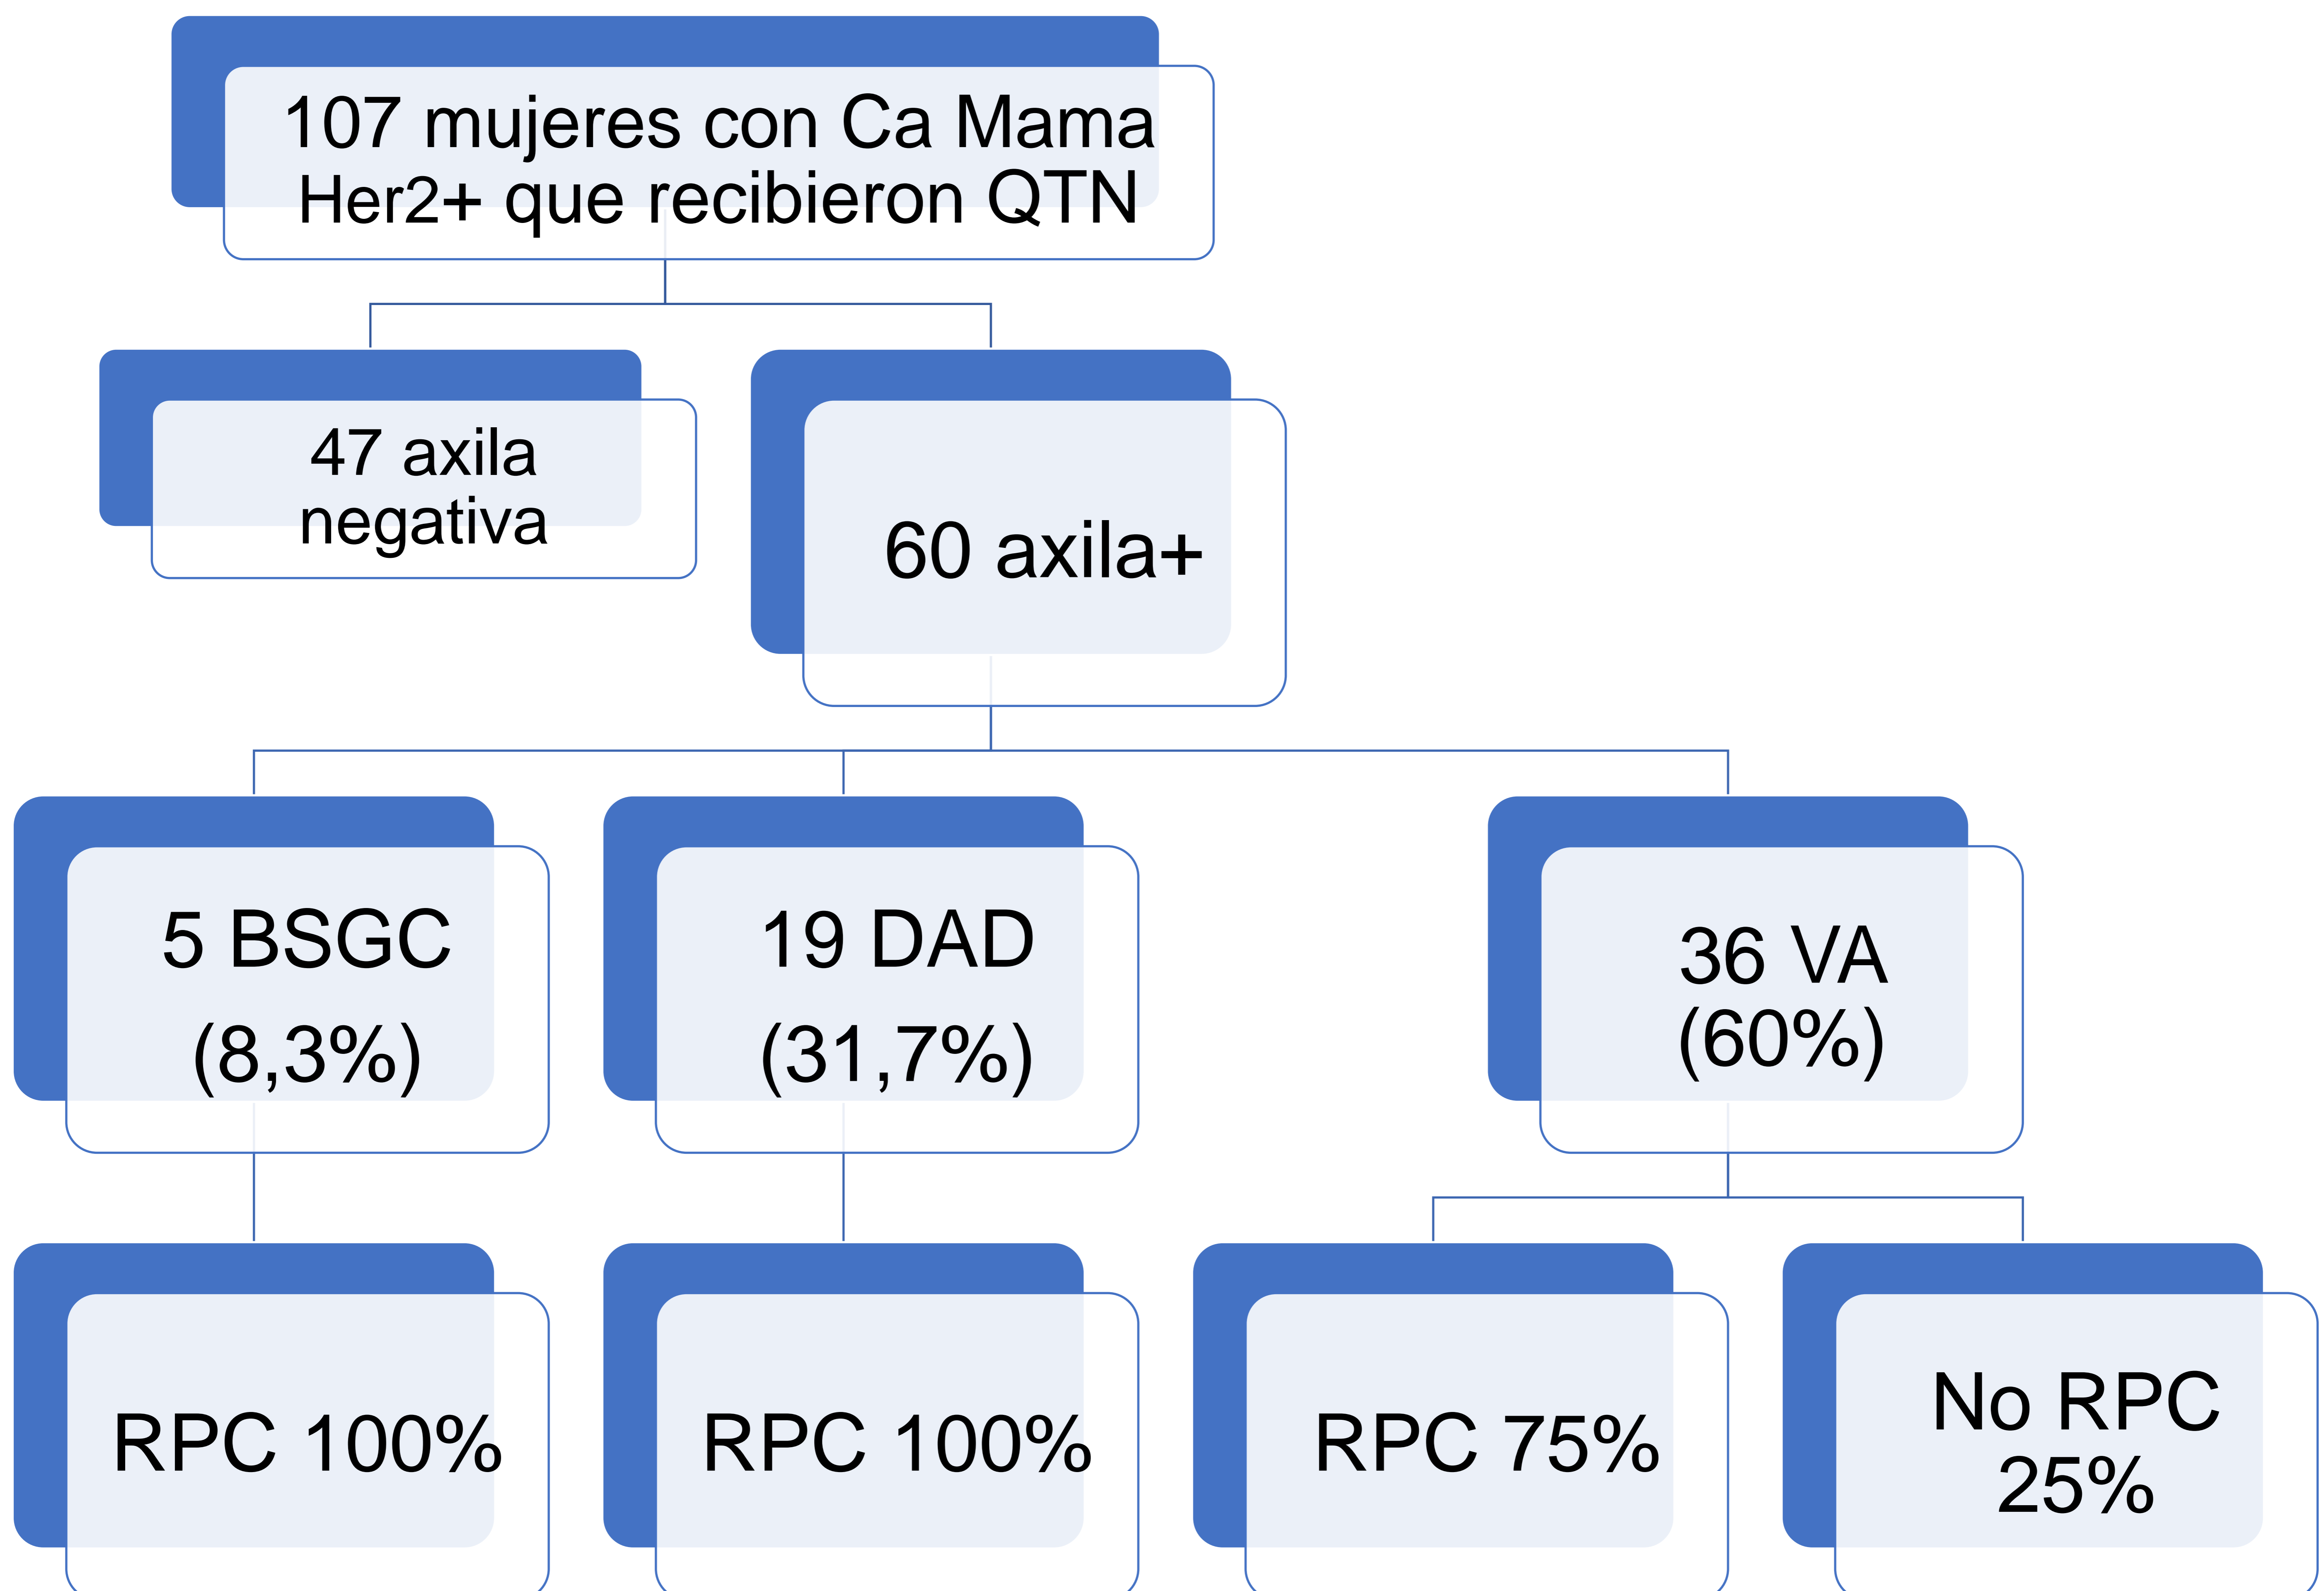 107 mujeres con Ca Mama
Her2+ que recibieron QTN
47 axila
negativa
60 axila+
5 BSGC
(8,3%)
19 DAD
(31,7%)
36 VA
(60%)
RPC 100%
RPC 100%
RPC 75%
No RPC
25%